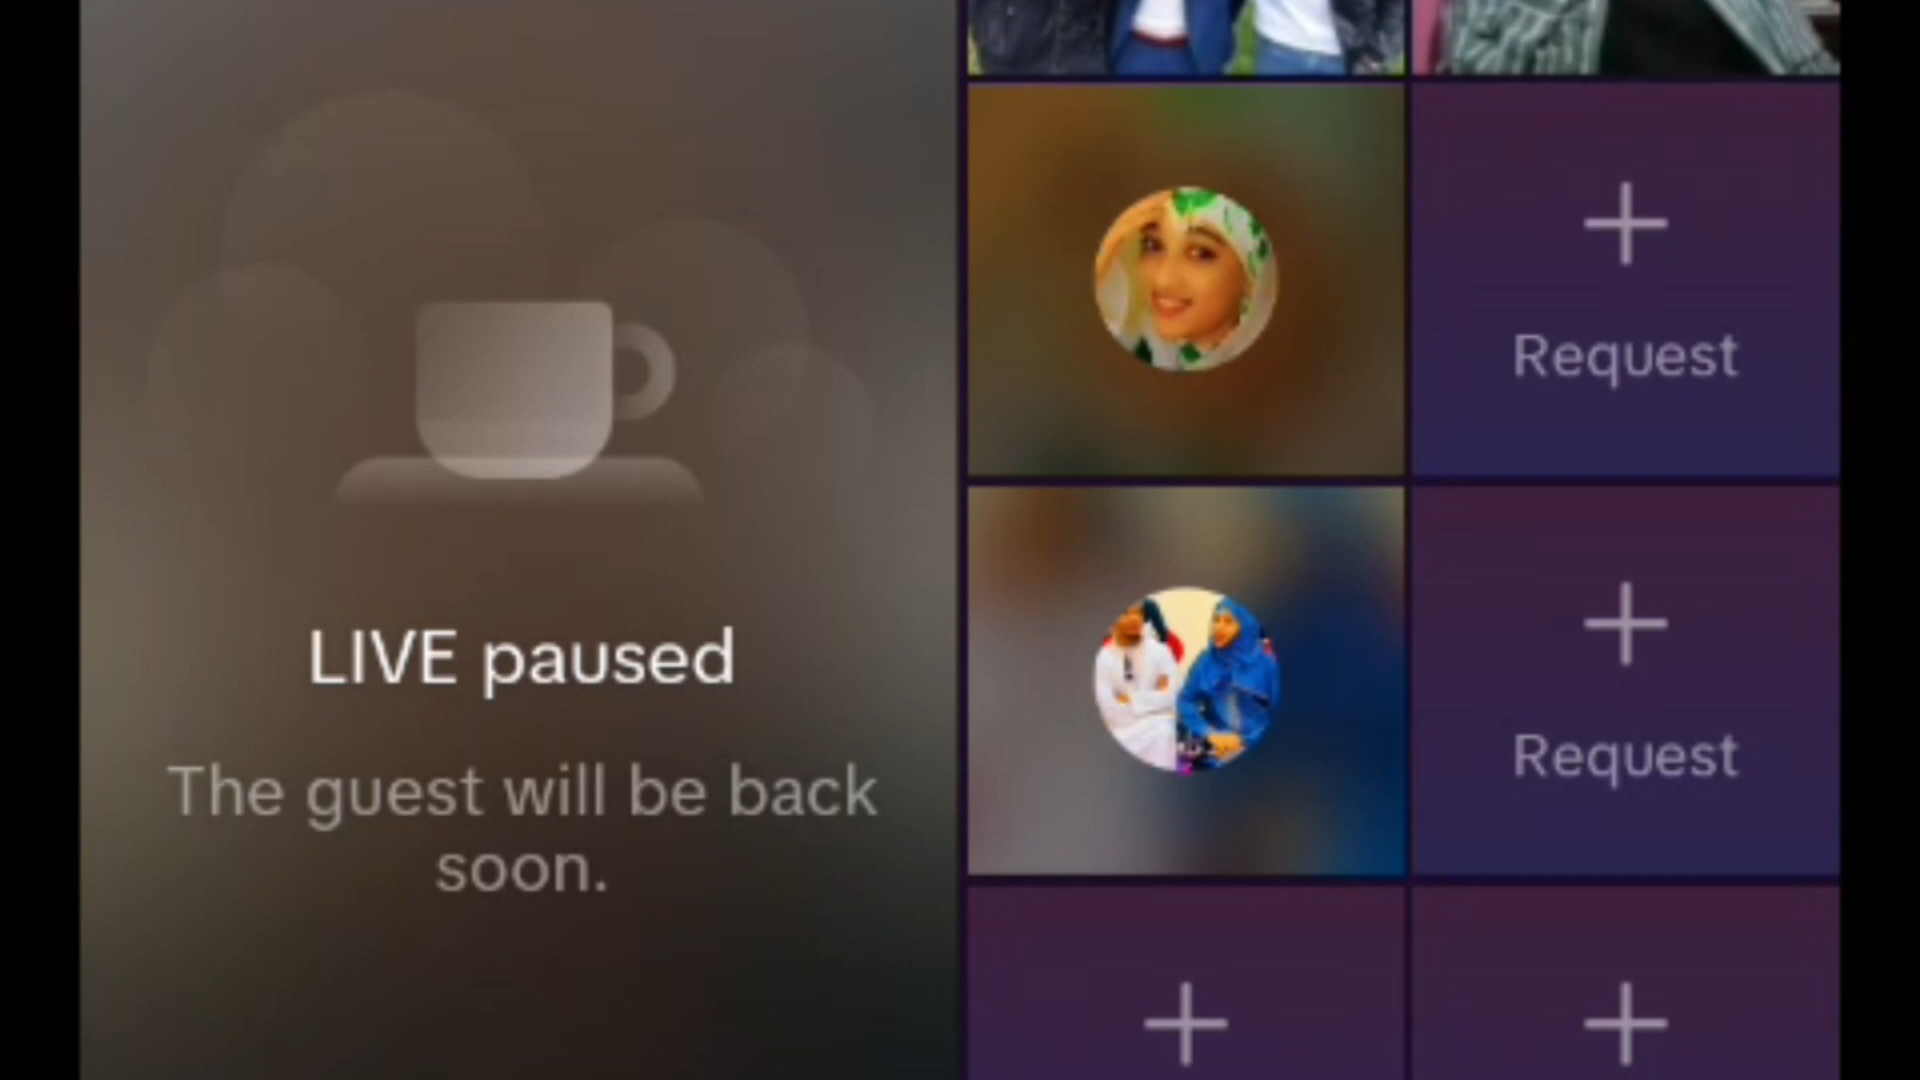 LIVE paused
The guest will be back
soon.
Request
Request